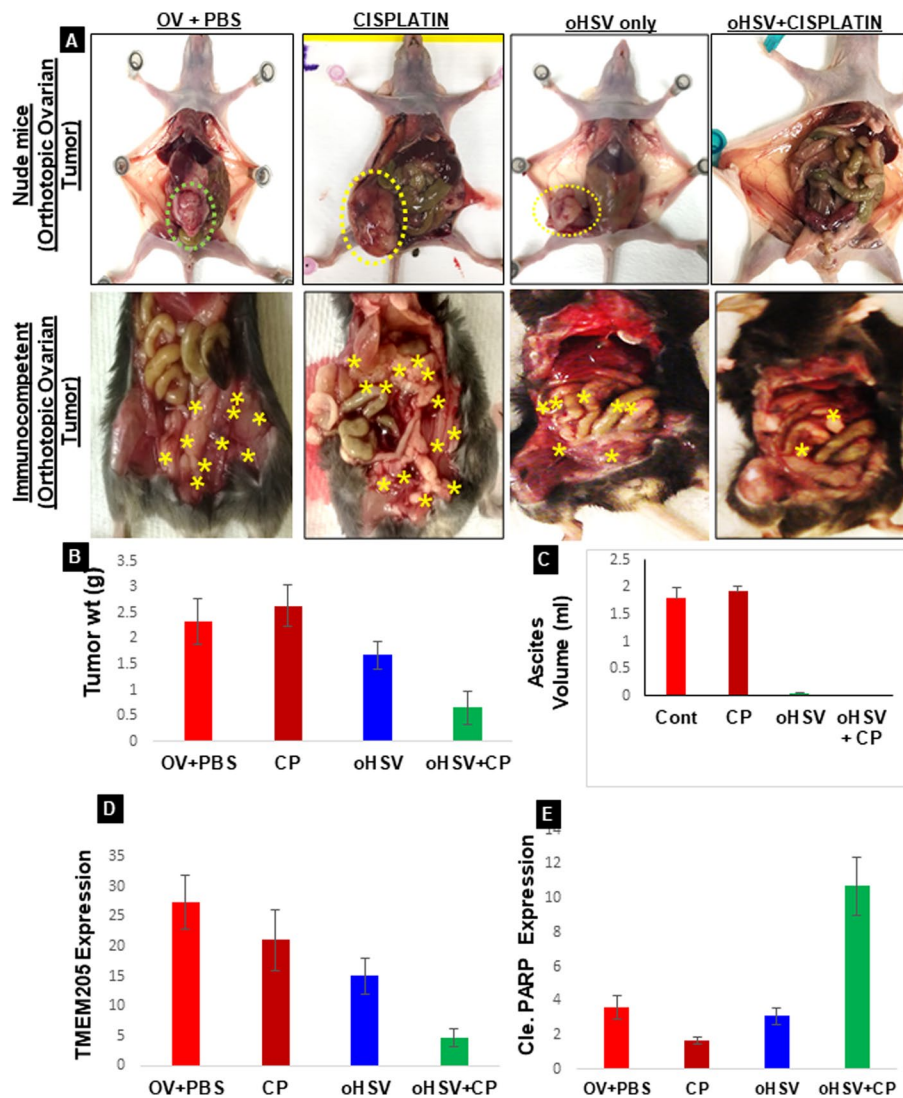 OV + PBS
CISPLATIN
oHSV only
oHSV+CISPLATIN
A
Nude mice
(Orthotopic Ovarian
Tumor)
Immunocompetent
(Orthotopic Ovarian
Tumor)
B
Tumor wt (g)
3.5
3
2.5
2
1.5
1
0.5
0
OV+PBS
CP
oHSV
oHSV+CP
C
Ascites
Volume (ml)
2.5
2
1.5
1
0.5
0
Cont
CP
oHSV
oHSV
+ CP
D
TMEM205 Expression
35
30
25
20
15
10
5
0
OV+PBS
CP
oHSV
oHSV+CP
E
Cle. PARP Expression
14
12
10
8
6
4
2
0
OV+PBS
CP
oHSV
oHSV+CP